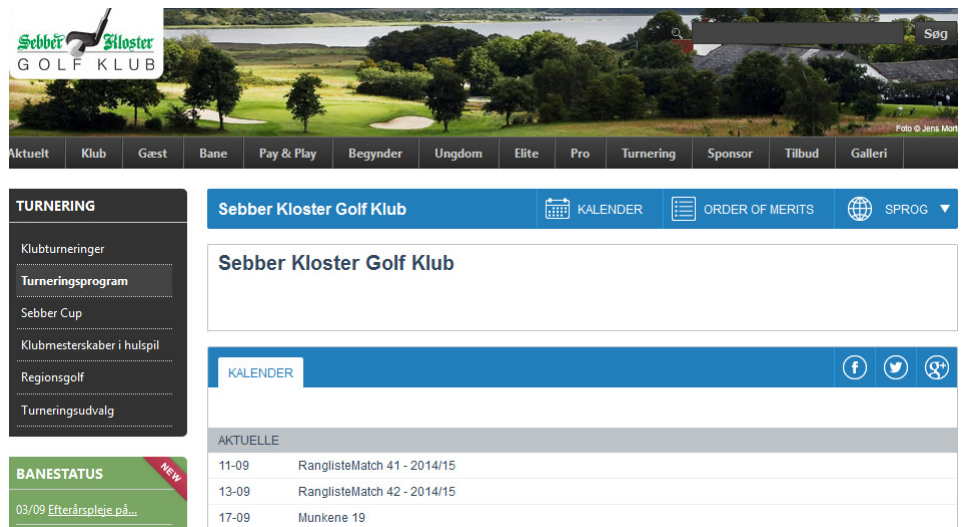 Sebber Kloster
GOLF KLUB
Søg
Foto © Jens Mort
Aktuelt Klub Gæst Bane Pay & Play Begynder Ungdom Elite Pro Turnering Sponsor Tilbud Galleri
TURNERING
Klubturneringer
Turneringsprogram
Sebber Cup
Klubmesterskaber i hulspil
Regionsgolf
Turneringsudvalg
BANESTATUS
NEW
03/09 Efterårspleje på...
Sebber Kloster Golf Klub KALENDER ORDER OF MERITS SPROG
Sebber Kloster Golf Klub
KALENDER
AKTUELLE
11-09 RanglisteMatch 41 - 2014/15
13-09 RanglisteMatch 42 - 2014/15
17-09 Munkene 19